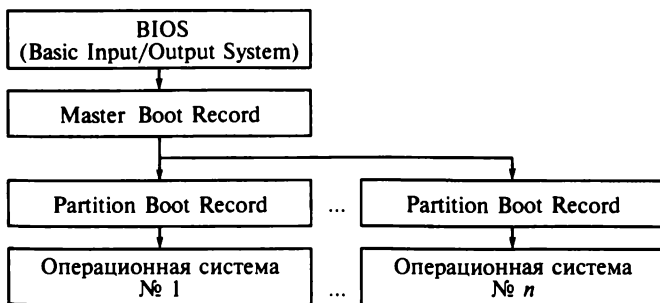 BIOS
(Basic Input/Output System)
Master Boot Record
Partition Boot Record ... Partition Boot Record
Операционная система Операционная система
№ 1 ... № n